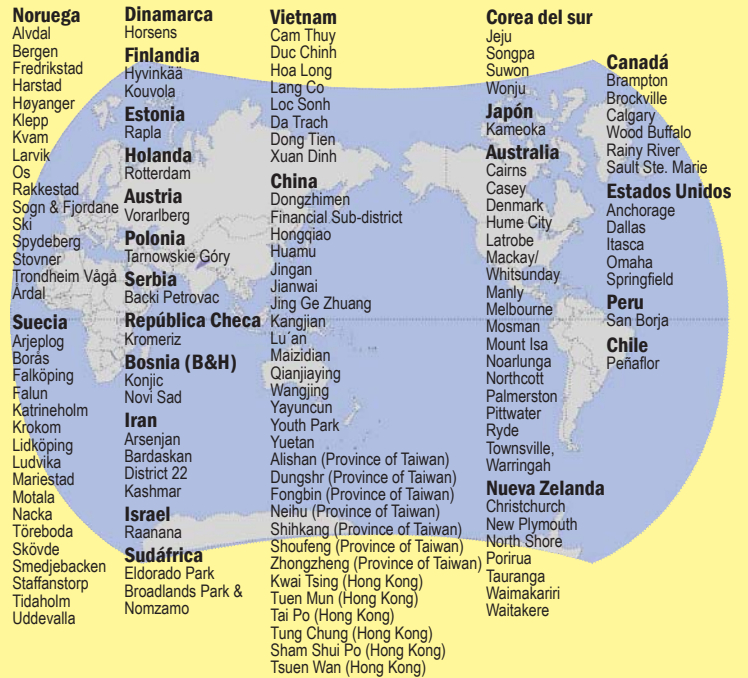 Noruega
Alvdal
Bergen
Fredrikstad
Harstad
Høyanger
Klepp
Kvam
Larvik
Os
Rakkestad
Sogn & Fjordane
Ski
Spydeberg
Stovner
Trondheim Vågå
Årdal
Suecia
Arjeplog
Borås
Falköping
Falun
Katrineholm
Krokom
Lidköping
Ludvika
Mariestad
Motala
Nacka
Töreboda
Skövde
Smedjebacken
Staffanstorp
Tidaholm
Uddevalla
Dinamarca
Horsens
Finlandia
Hyvinkää
Kouvola
Estonia
Rapla
Holanda
Rotterdam
Austria
Vorarlberg
Polonia
Tarnowskie Góry
Serbia
Backi Petrovac
República Checa
Kromeriz
Bosnia (B&H)
Konjic
Novi Sad
Iran
Arsenjan
Bardaskan
District 22
Kashmar
Israel
Raanana
Sudáfrica
Eldorado Park
Broadlands Park &
Nomzamo
Vietnam
Cam Thuy
Duc Chinh
Hoa Long
Lang Co
Loc Sonh
Da Trach
Dong Tien
Xuan Dinh
China
Dongzhimen
Financial Sub-district
Hongqiao
Huamu
Jingan
Jianwai
Jing Ge Zhuang
Kangjian
Lu´an
Maizidian
Qianjiaying
Wangjing
Yayuncun
Youth Park
Yuetan
Alishan (Province of Taiwan)
Dungshr (Province of Taiwan)
Fongbin (Province of Taiwan)
Neihu (Province of Taiwan)
Shihkang (Province of Taiwan)
Shoufeng (Province of Taiwan)
Zhongzheng (Province of Taiwan)
Kwai Tsing (Hong Kong)
Tuen Mun (Hong Kong)
Tai Po (Hong Kong)
Tung Chung (Hong Kong)
Sham Shui Po (Hong Kong)
Tsuen Wan (Hong Kong)
Corea del sur
Jeju
Songpa
Suwon
Wonju
Japón
Kameoka
Australia
Cairns
Casey
Denmark
Hume City
Latrobe
Mackay/
Whitsunday
Manly
Melbourne
Mosman
Mount Isa
Noarlunga
Northcott
Palmerston
Pittwater
Ryde
Townsville,
Warringah
Nueva Zelanda
Christchurch
New Plymouth
North Shore
Porirua
Tauranga
Waimakariri
Waitakere
Canadá
Brampton
Brockville
Calgary
Wood Buffalo
Rainy River
Sault Ste. Marie
Estados Unidos
Anchorage
Dallas
Itasca
Omaha
Springfield
Peru
San Borja
Chile
Peñaflor